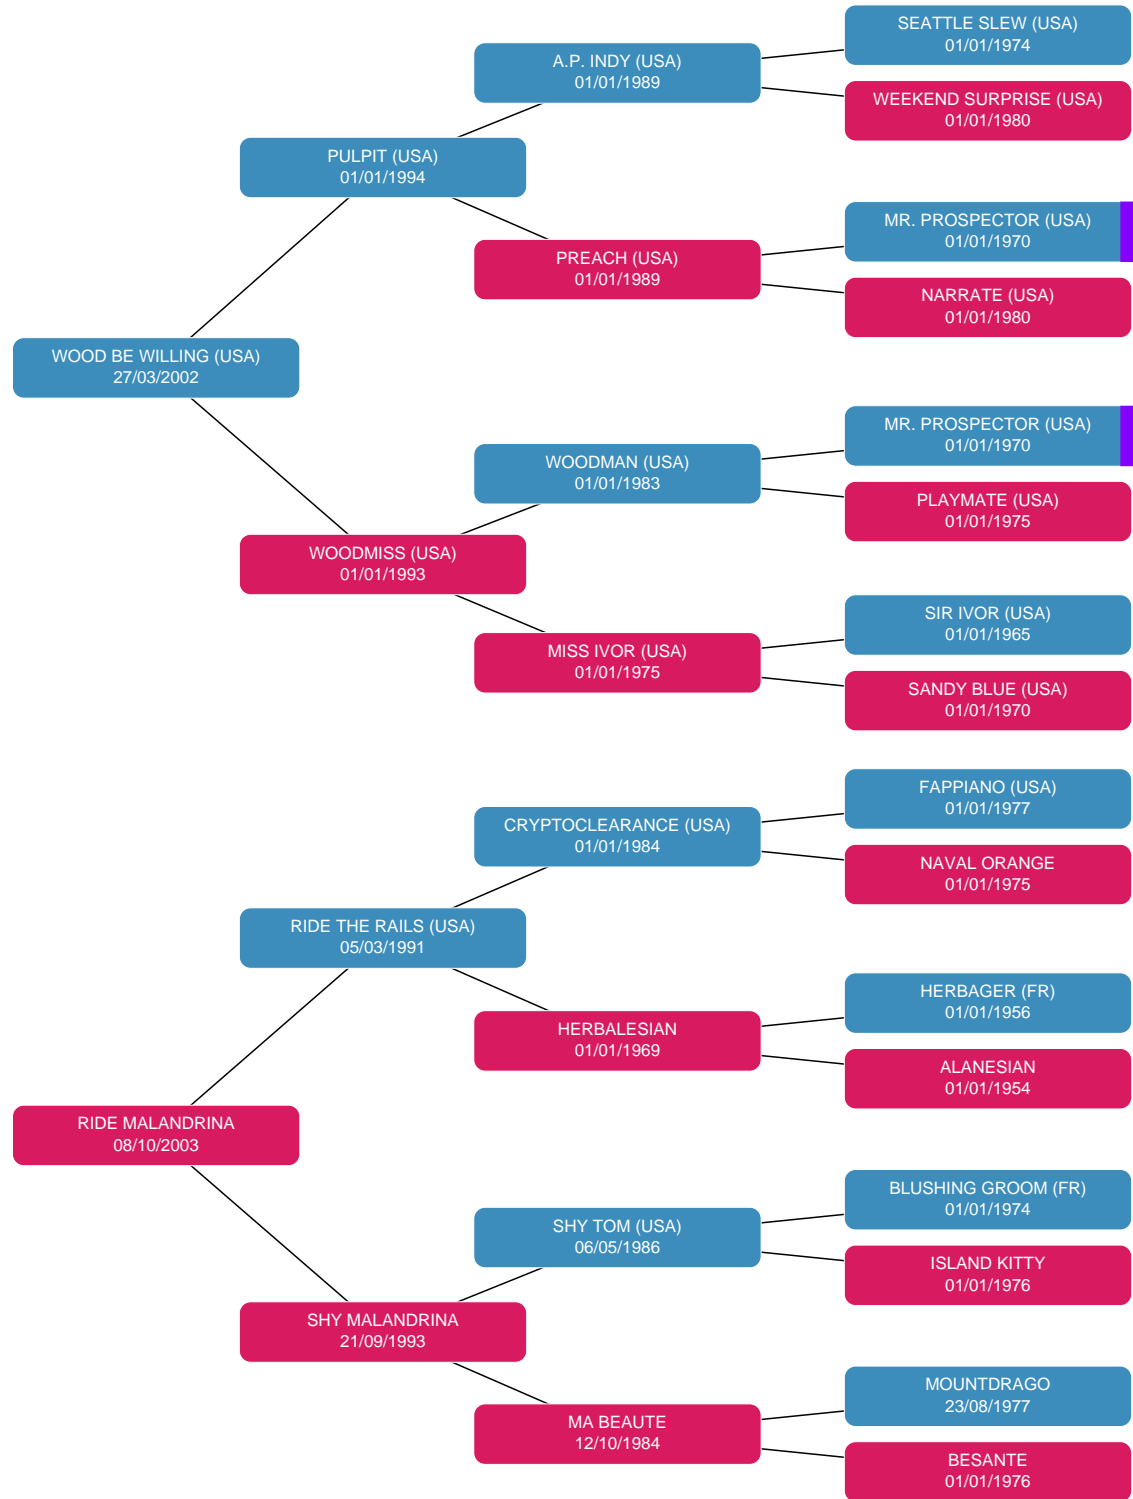 SEATTLE SLEW (USA)
01/01/1974
A.P. INDY (USA)
01/01/1989
WEEKEND SURPRISE (USA)
01/01/1980
PULPIT (USA)
01/01/1994
MR. PROSPECTOR (USA)
01/01/1970
PREACH (USA)
01/01/1989
NARRATE (USA)
01/01/1980
WOOD BE WILLING (USA)
27/03/2002
MR. PROSPECTOR (USA)
01/01/1970
WOODMAN (USA)
01/01/1983
PLAYMATE (USA)
01/01/1975
WOODMISS (USA)
01/01/1993
SIR IVOR (USA)
01/01/1965
MISS IVOR (USA)
01/01/1975
SANDY BLUE (USA)
01/01/1970
FAPPIANO (USA)
01/01/1977
CRYPTOCLEARANCE (USA)
01/01/1984
NAVAL ORANGE
01/01/1975
RIDE THE RAILS (USA)
05/03/1991
HERBAGER (FR)
01/01/1956
HERBALESIAN
01/01/1969
ALANESIAN
01/01/1954
RIDE MALANDRINA
08/10/2003
BLUSHING GROOM (FR)
01/01/1974
SHY TOM (USA)
06/05/1986
ISLAND KITTY
01/01/1976
SHY MALANDRINA
21/09/1993
MOUNTDRAGO
23/08/1977
MA BEAUTE
12/10/1984
BESANTE
01/01/1976